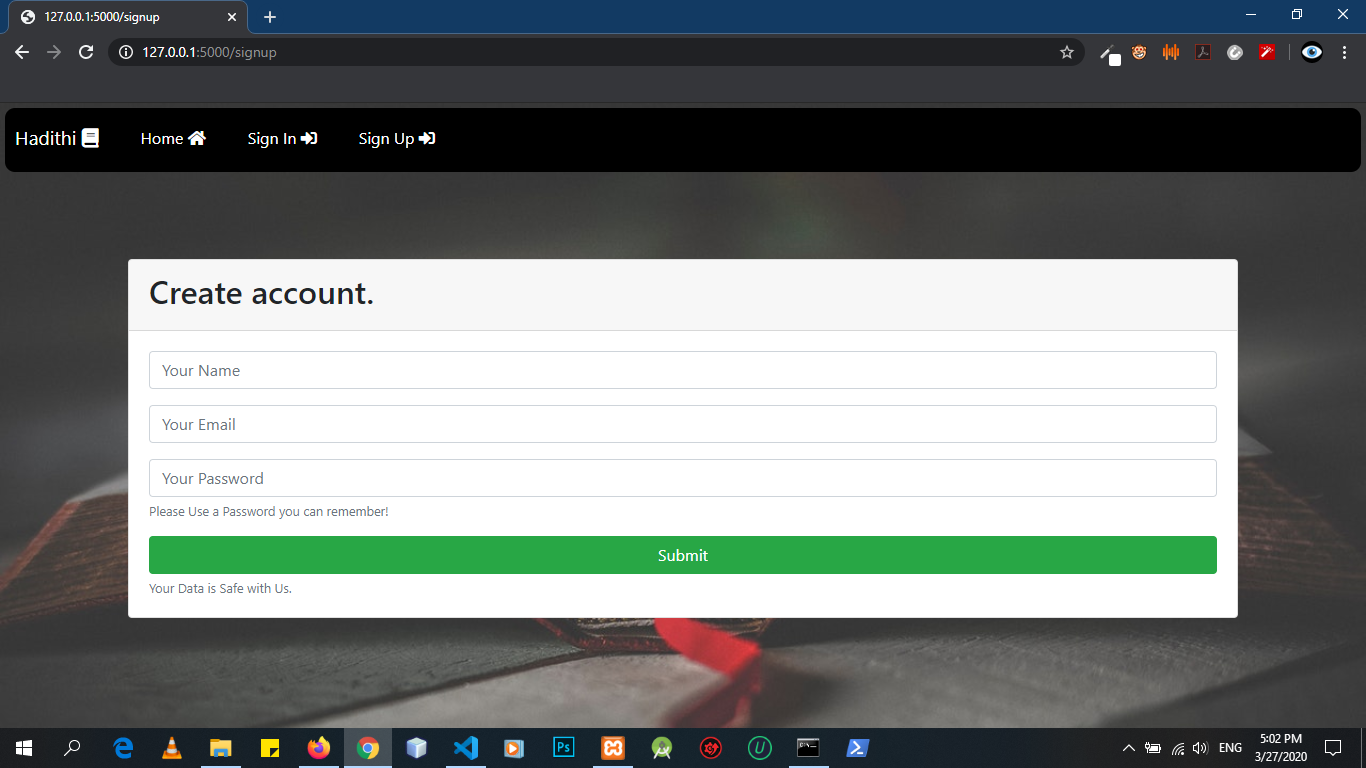 127.0.0.1:5000/signup
127.0.0.1:5000/signup
Hadithi Home Sign In Sign Up
Create account.
Your Name
Your Email
Your Password
Please Use a Password you can remember!
Submit
Your Data is Safe with Us.
Ps
ENG
5:02 PM
3/27/2020